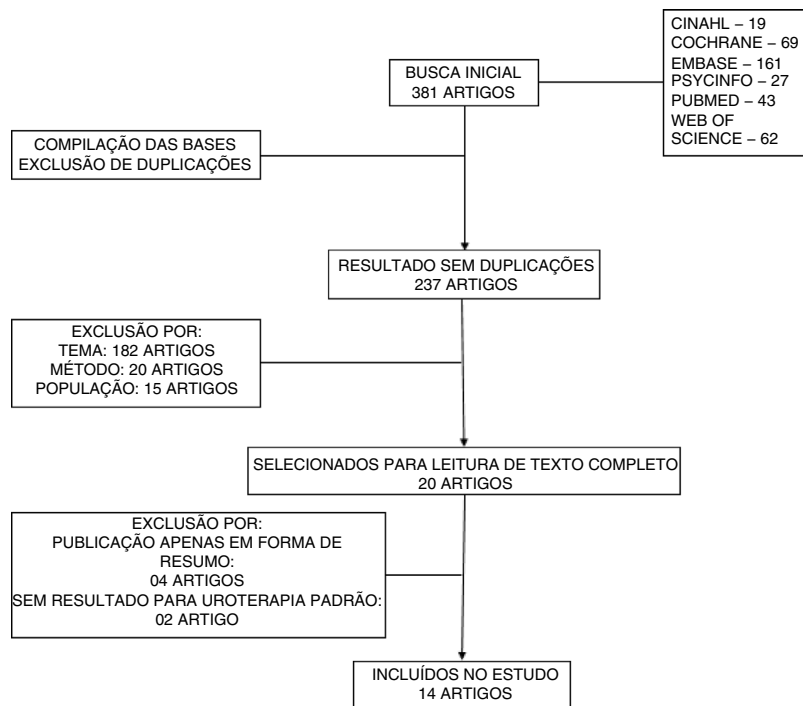 CINAHL – 19
COCHRANE – 69
EMBASE – 161
PSYCINFO – 27
PUBMED – 43
WEB OF
SCIENCE – 62
BUSCA INICIAL
381 ARTIGOS
COMPILAÇÃO DAS BASES
EXCLUSÃO DE DUPLICAÇÕES
RESULTADO SEM DUPLICAÇÕES
237 ARTIGOS
EXCLUSÃO POR:
TEMA: 182 ARTIGOS
MÉTODO: 20 ARTIGOS
POPULAÇÃO: 15 ARTIGOS
SELECIONADOS PARA LEITURA DE TEXTO COMPLETO
20 ARTIGOS
EXCLUSÃO POR:
PUBLICAÇÃO APENAS EM FORMA DE
RESUMO:
04 ARTIGOS
SEM RESULTADO PARA UROTERAPIA PADRÃO:
02 ARTIGO
INCLUÍDOS NO ESTUDO
14 ARTIGOS